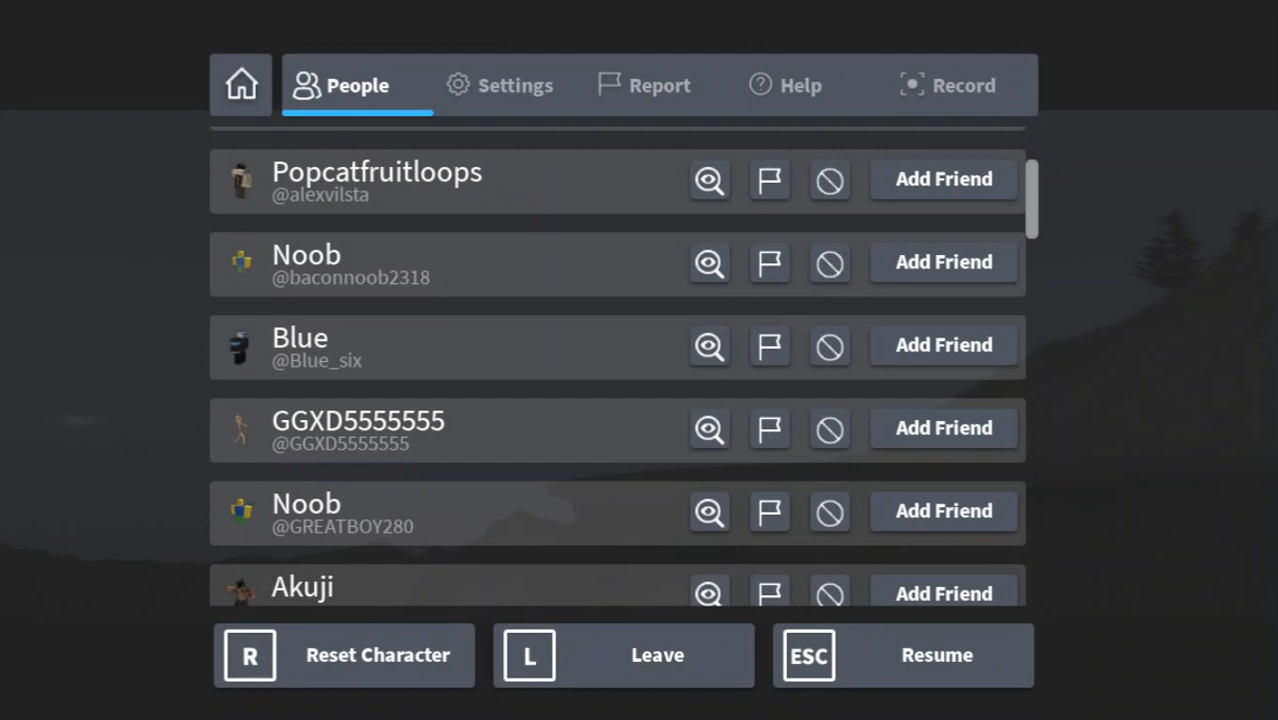 People Settings Report Help Record
Popcatfruitloops
@alexvilsta
Add Friend
Noob
@baconnoob2318
Add Friend
Blue
@Blue_six
Add Friend
GGXD5555555
@GGXD5555555
Add Friend
Noob
@GREATBOY280
Add Friend
Akuji
Add Friend
R Reset Character L Leave ESC Resume